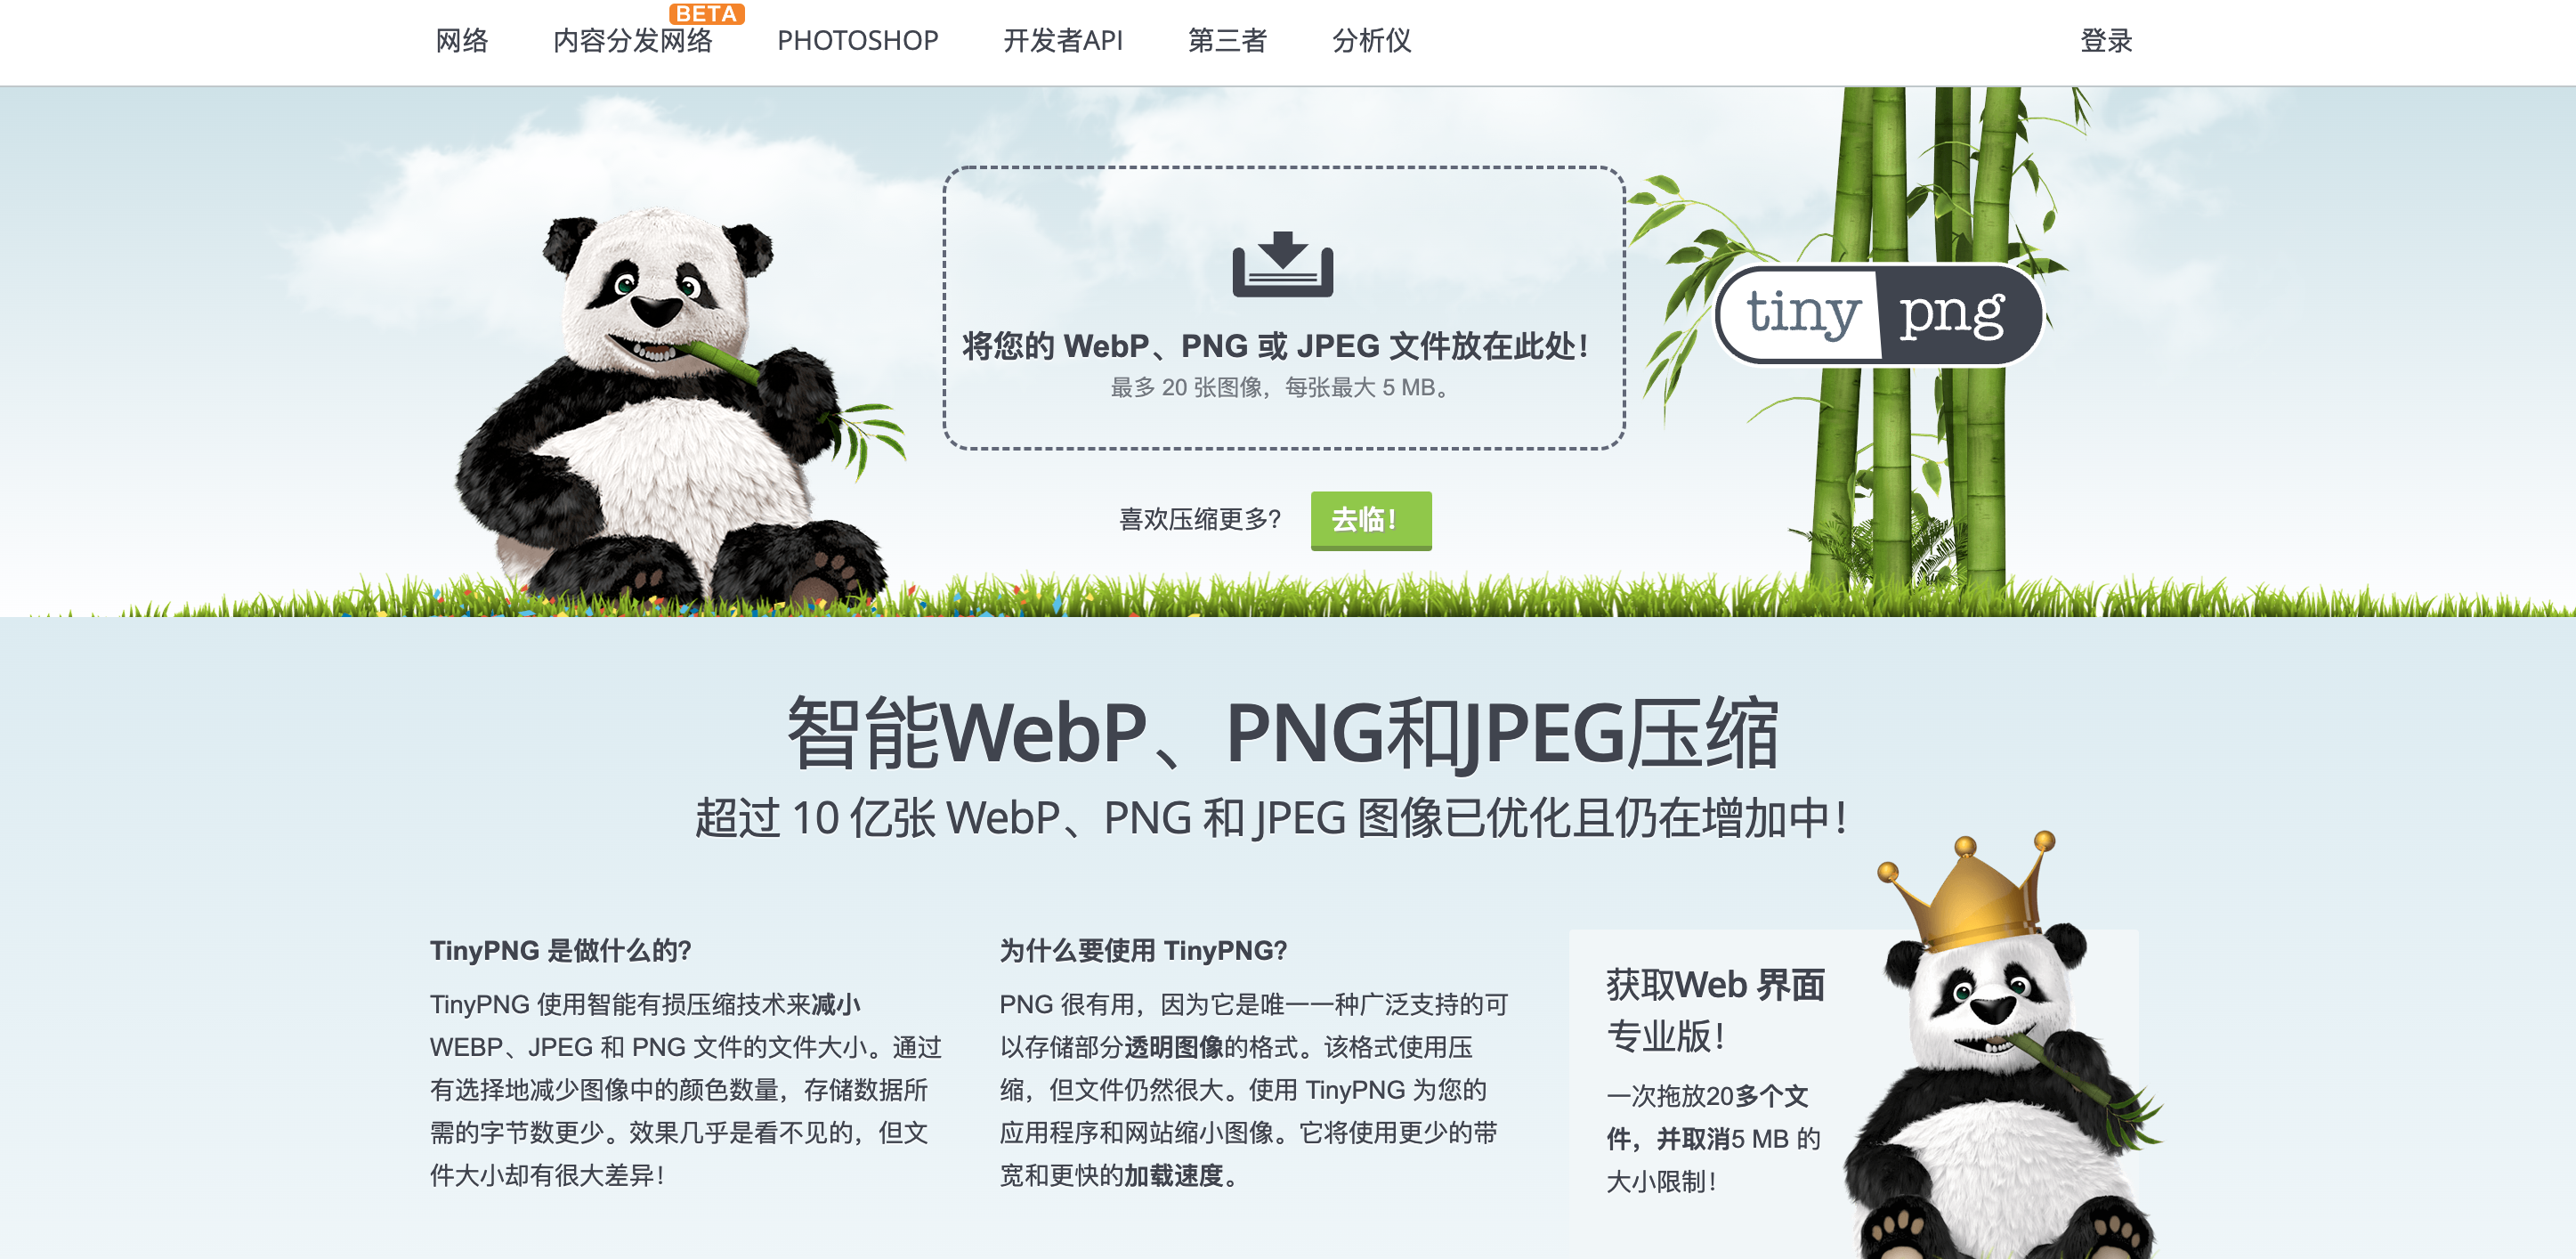 BETA
网络 内容分发网络 PHOTOSHOP 开发者API 第三者 分析仪 登录
将您的 WebP、PNG 或 JPEG 文件放在此处！
最多 20 张图像，每张最大 5 MB。
tiny png
喜欢压缩更多？ 去临！
智能WebP、PNG和JPEG压缩
超过 10 亿张 WebP、PNG 和 JPEG 图像已优化且仍在增加中！
TinyPNG 是做什么的？
TinyPNG 使用智能有损压缩技术来减小
WEBP、JPEG 和 PNG 文件的文件大小。通过
有选择地减少图像中的颜色数量，存储数据所
需的字节数更少。效果几乎是看不见的，但文
件大小却有很大差异！
为什么要使用 TinyPNG？
PNG 很有用，因为它是唯一一种广泛支持的可
以存储部分透明图像的格式。该格式使用压
缩，但文件仍然很大。使用 TinyPNG 为您的
应用程序和网站缩小图像。它将使用更少的带
宽和更快的加载速度。
获取Web 界面
专业版！
一次拖放20多个文
件，并取消5 MB 的
大小限制！